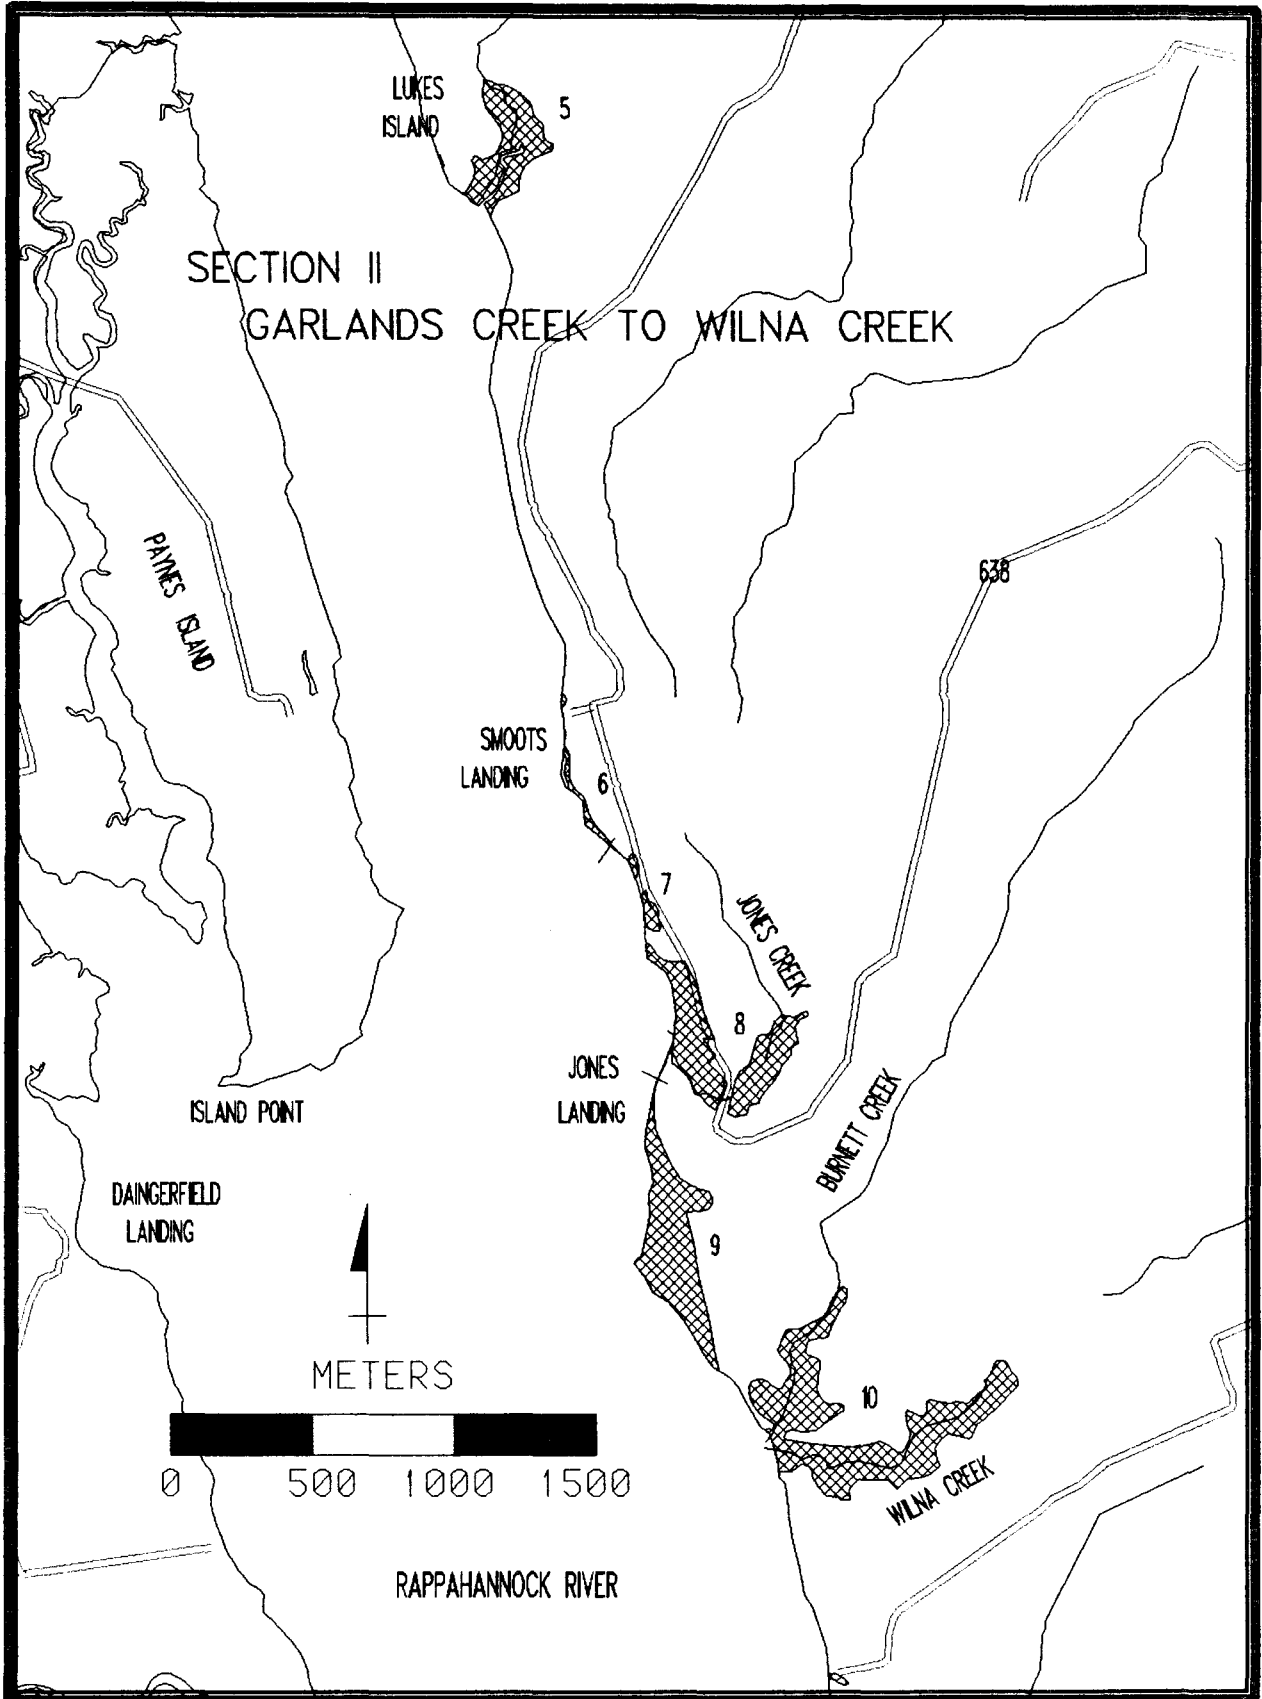 LUKES
ISLAND
5
SECTION II
GARLANDS CREEK TO WILNA CREEK
PAYNES ISLAND
638
SMOOTS
LANDING
6
7
JONES CREEK
8
JONES
LANDING
ISLAND POINT
BURNETT CREEK
DAINGERFIELD
LANDING
9
METERS
10
0 500 1000 1500
WILNA CREEK
RAPPAHANNOCK RIVER